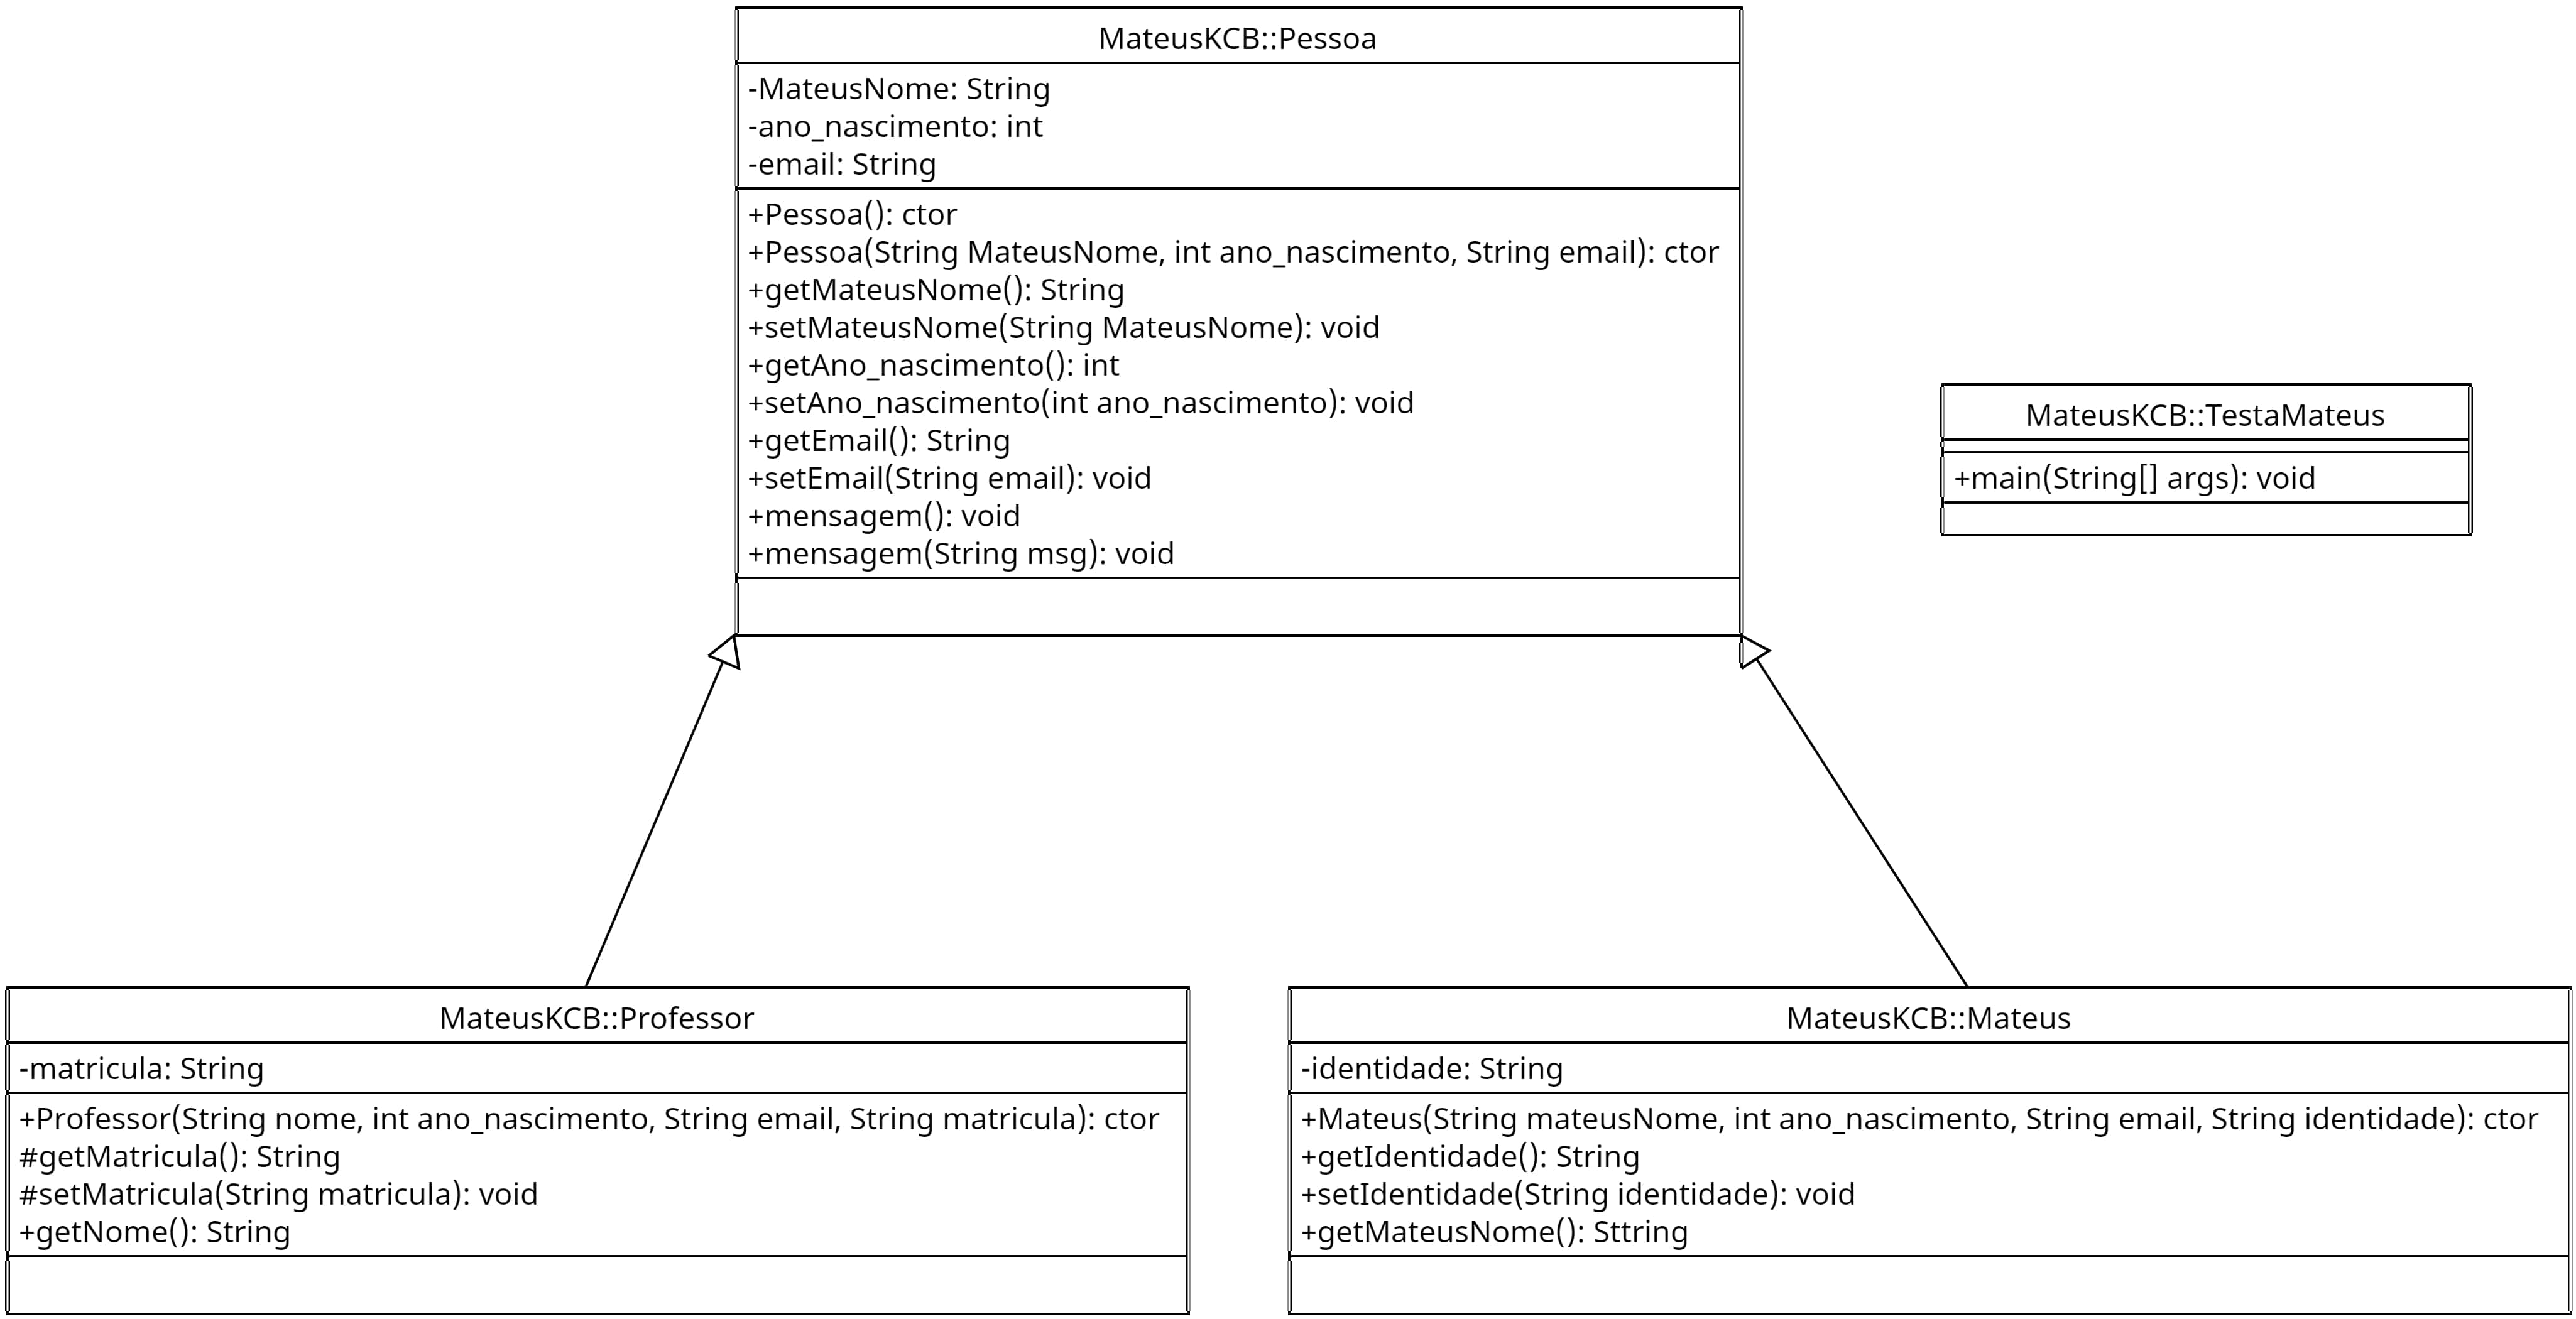 MateusKCB::Pessoa
-MateusNome: String
-ano_nascimento: int
-email: String
+Pessoa(): ctor
+Pessoa(String MateusNome, int ano_nascimento, String email): ctor
+getMateusNome(): String
+setMateusNome(String MateusNome): void
+getAno_nascimento(): int
+setAno_nascimento(int ano_nascimento): void
+getEmail(): String
+setEmail(String email): void
+mensagem(): void
+mensagem(String msg): void
MateusKCB::TestaMateus
+main(String[] args): void
MateusKCB::Professor
-matricula: String
+Professor(String nome, int ano_nascimento, String email, String matricula): ctor
#getMatricula(): String
#setMatricula(String matricula): void
+getNome(): String
MateusKCB::Mateus
-identidade: String
+Mateus(String mateusNome, int ano_nascimento, String email, String identidade): ctor
+getIdentidade(): String
+setIdentidade(String identidade): void
+getMateusNome(): Sttring